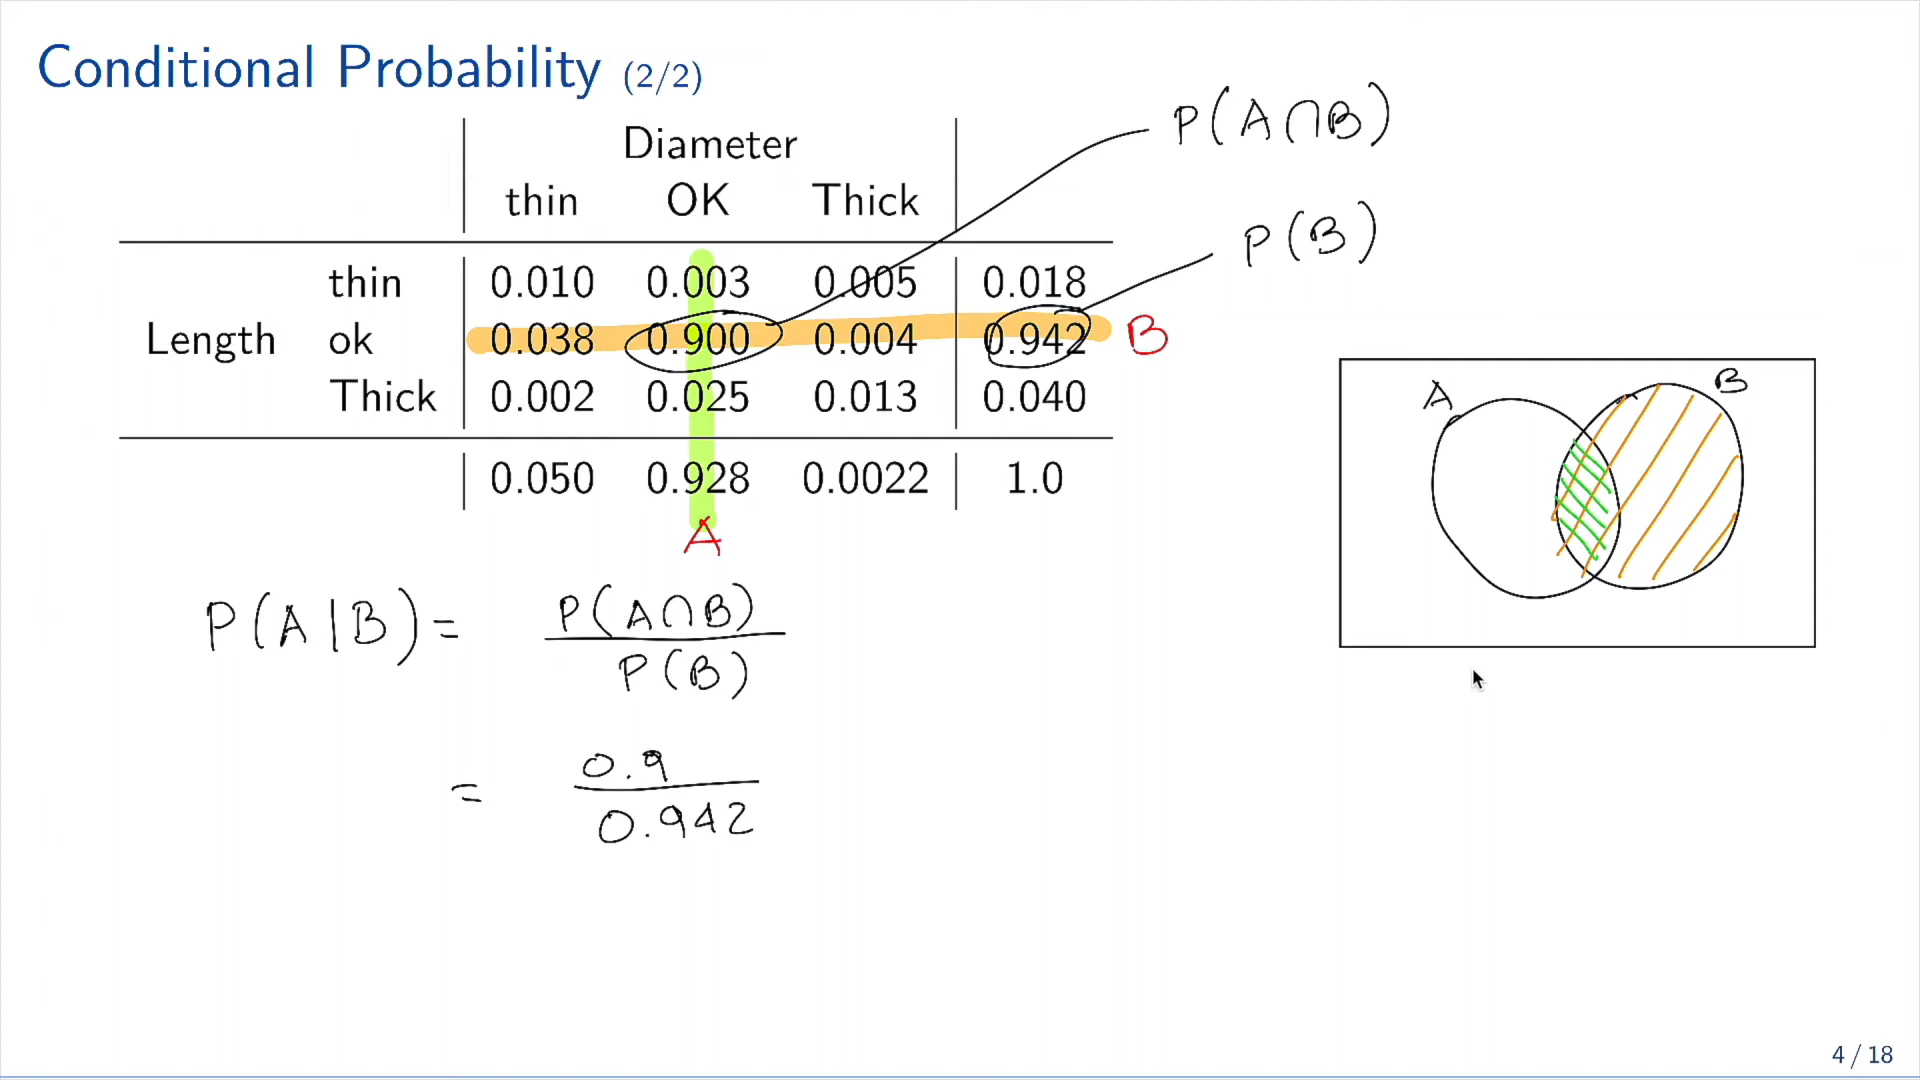 Conditional Probability (2/2)
P(A∩B)
Diameter
thin OK Thick
P(B)
thin 0.010 0.003 0.005 0.018
Length ok 0.038 0.900 0.004 0.942 B
Thick 0.002 0.025 0.013 0.040
0.050 0.928 0.0022 1.0
A
A B
P(A|B) = P(A∩B)
P(B)
= 0.9
0.942
4 / 18